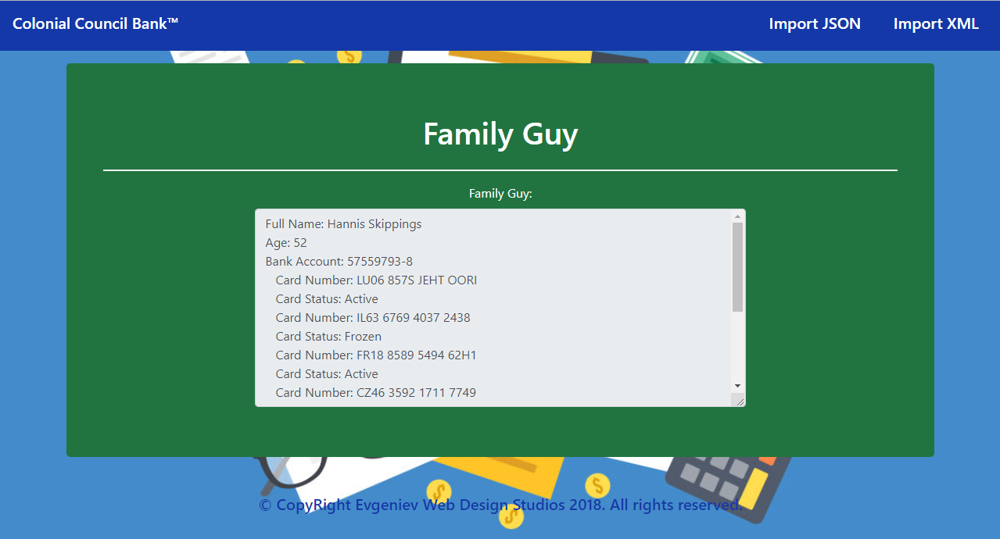 Colonial Council Bank™ Import JSON Import XML
Family Guy
Family Guy:
Full Name: Hannis Skippings
Age: 52
Bank Account: 57559793-8
Card Number: LU06 857S JEHT OORI
Card Status: Active
Card Number: IL63 6769 4037 2438
Card Status: Frozen
Card Number: FR18 8589 5494 62H1
Card Status: Active
Card Number: CZ46 3592 1711 7749
© CopyRight Evgeniev Web Design Studios 2018. All rights reserved.